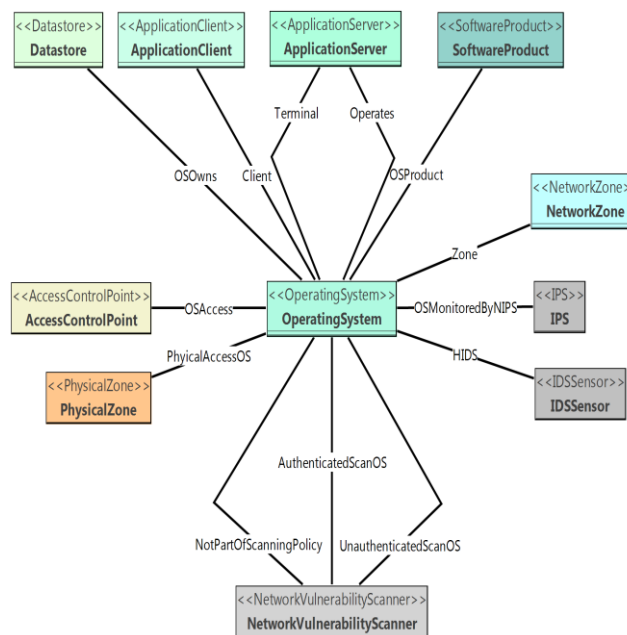 <<Datastore>>
Datastore
<<ApplicationClient>>
ApplicationClient
<<ApplicationServer>>
ApplicationServer
<<SoftwareProduct>>
SoftwareProduct
Terminal
Operates
OSOwns
Client
OSProduct
<<NetworkZone>
NetworkZone
Zone
<<AccessControlPoint>>
AccessControlPoint
OSAccess
<<OperatingSystem>>
OperatingSystem
OSMonitoredByNIPS
<<IPS>>
IPS
PhyicalAccessOS
HIDS
<<PhysicalZone>>
PhysicalZone
<<IDSSensor>>
IDSSensor
AuthenticatedScanOS
NotPartOfScanningPolicy
UnauthenticatedScanOS
<<NetworkVulnerabilityScanner>>
NetworkVulnerabilityScanner